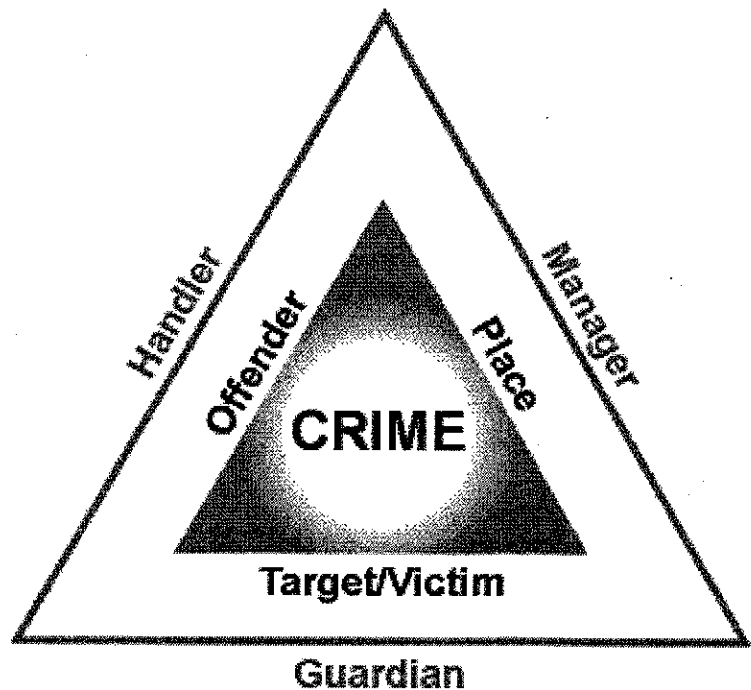 Handler
Manager
Offender
Place
CRIME
Target/Victim
Guardian